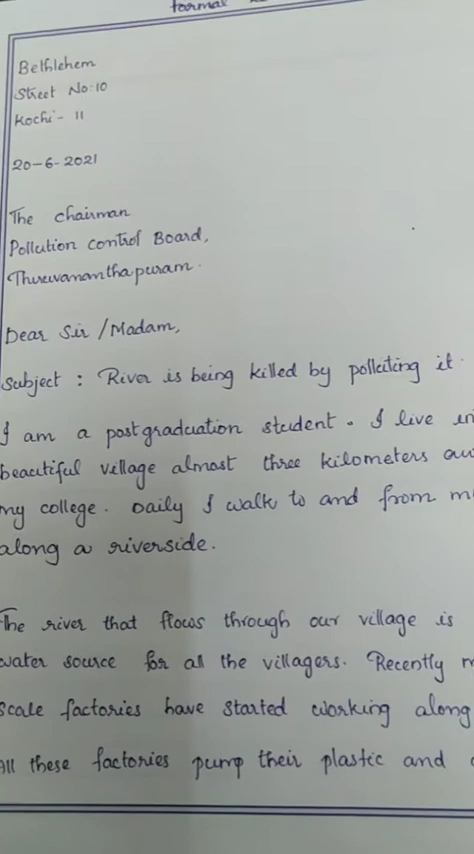 formal
Bethlehem
Street No-10
Kochi - 11
20-6-2021
The chairman
Pollution control Board,
Thiruvananthapuram.
Dear Sir / Madam,
Subject : River is being killed by polluting it.
I am a postgraduation student. I live in
beautiful village almost three kilometers
my college. Daily I walk to and from
along a riverside.
The river that flows through our village is
water source for all the villagers. Recently
scale factories have started working along
All these factories pump their plastic and